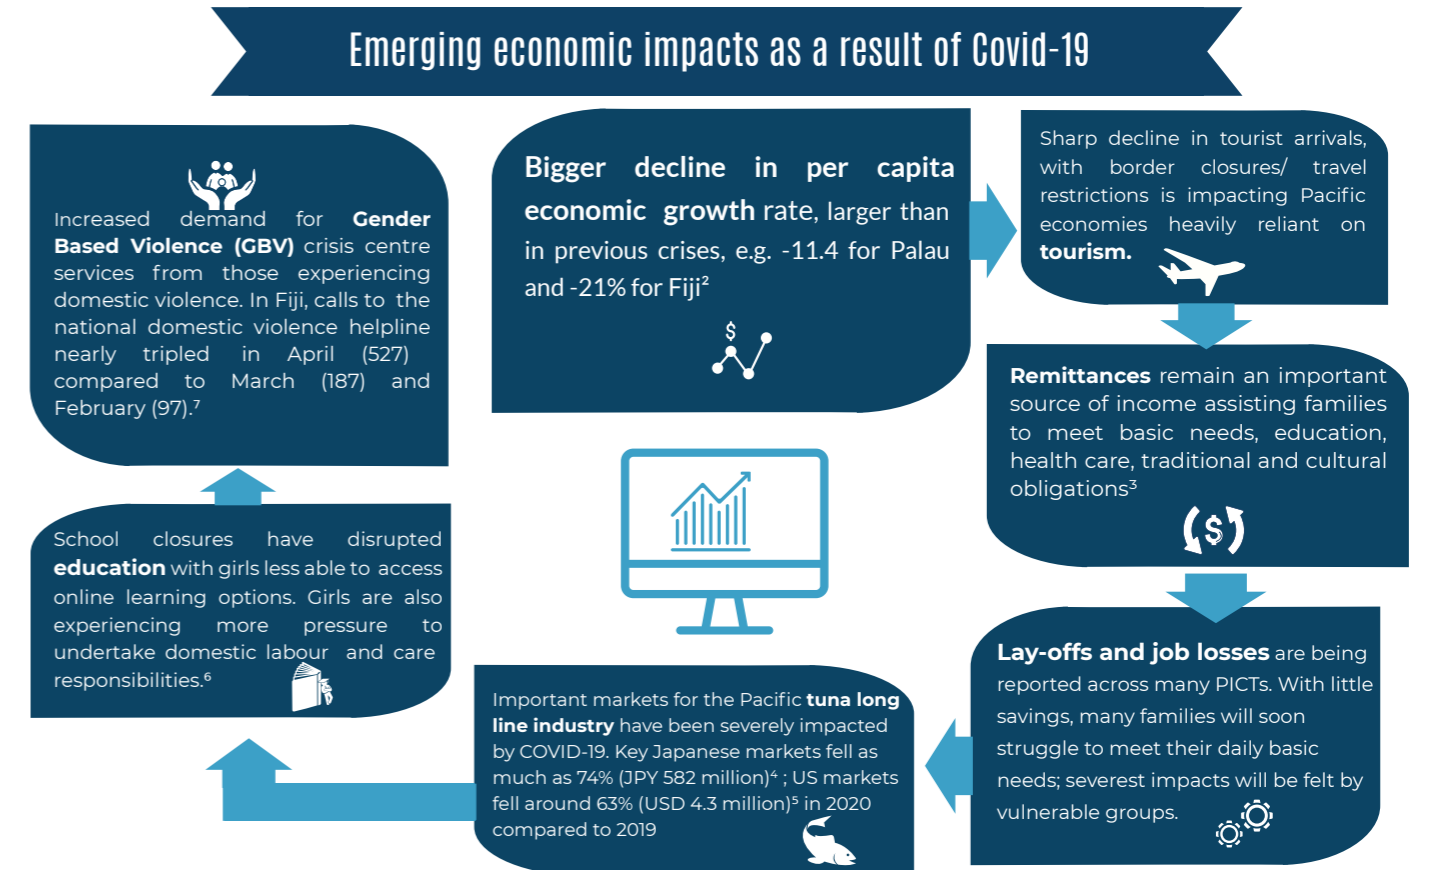 Emerging economic impacts as a result of Covid-19
Bigger decline in per capita
economic growth rate, larger than
in previous crises, e.g. -11.4 for Palau
and -21% for Fiji²
$
Sharp decline in tourist arrivals,
with border closures/ travel
restrictions is impacting Pacific
economies heavily reliant on
tourism.
Remittances remain an important
source of income assisting families
to meet basic needs, education,
health care, traditional and cultural
obligations³
$
Lay-offs and job losses are being
reported across many PICTs. With little
savings, many families will soon
struggle to meet their daily basic
needs; severest impacts will be felt by
vulnerable groups.
Important markets for the Pacific tuna long
line industry have been severely impacted
by COVID-19. Key Japanese markets fell as
much as 74% (JPY 582 million)⁴ ; US markets
fell around 63% (USD 4.3 million)⁵ in 2020
compared to 2019
School closures have disrupted
education with girls less able to access
online learning options. Girls are also
experiencing more pressure to
undertake domestic labour and care
responsibilities.⁶
Increased demand for Gender
Based Violence (GBV) crisis centre
services from those experiencing
domestic violence. In Fiji, calls to the
national domestic violence helpline
nearly tripled in April (527)
compared to March (187) and
February (97).⁷